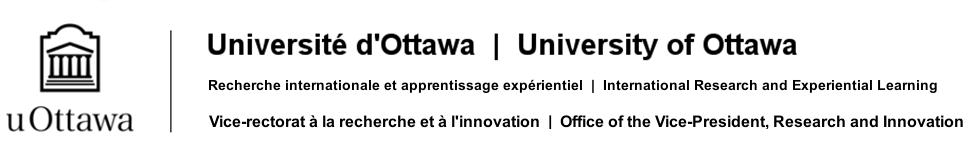 Université d'Ottawa | University of Ottawa
Recherche internationale et apprentissage expérientiel | International Research and Experiential Learning
uOttawa
Vice-rectorat à la recherche et à l'innovation | Office of the Vice-President, Research and Innovation